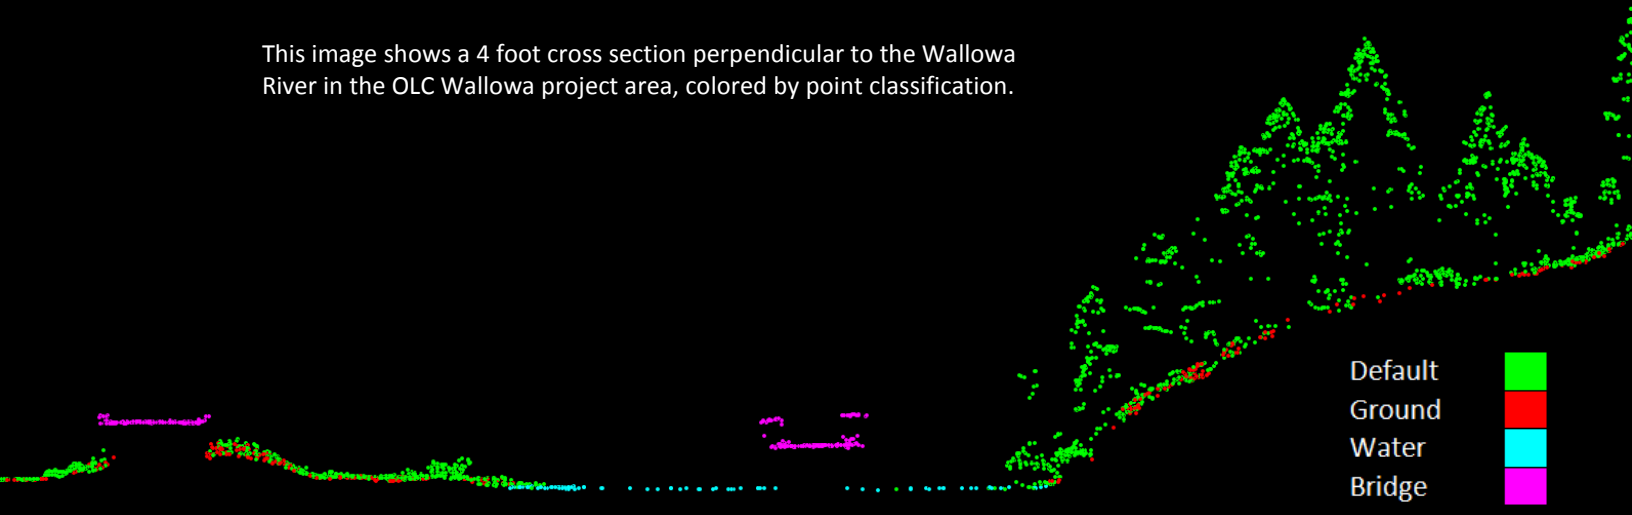 This image shows a 4 foot cross section perpendicular to the Wallowa
River in the OLC Wallowa project area, colored by point classification.
Default
Ground
Water
Bridge